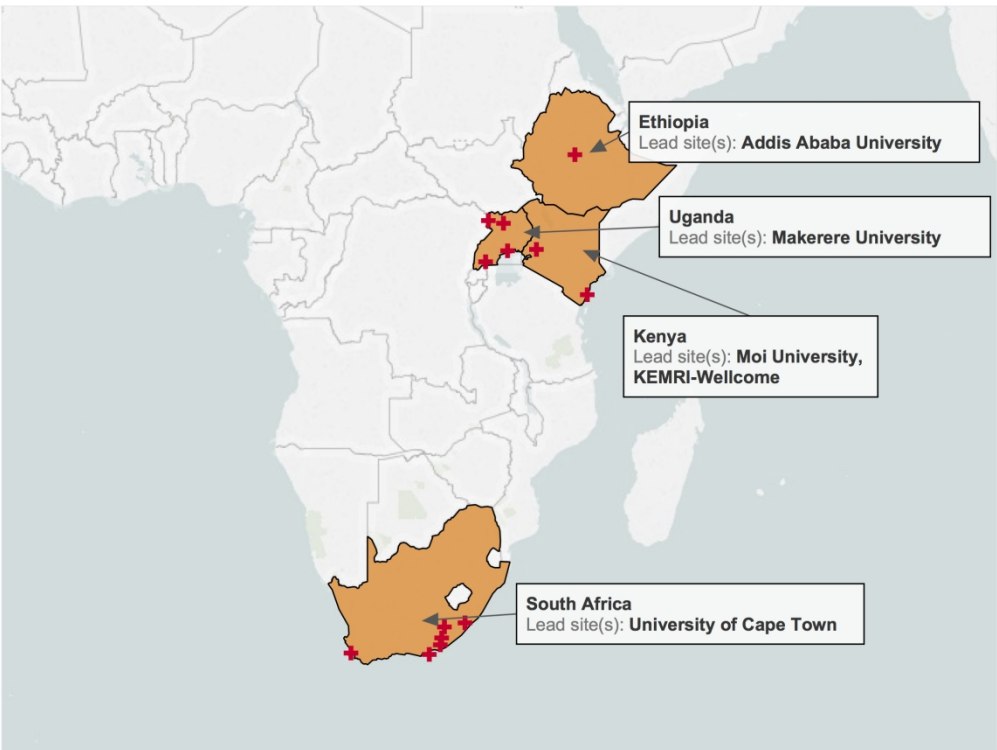 Ethiopia
Lead site(s): Addis Ababa University
Uganda
Lead site(s): Makerere University
Kenya
Lead site(s): Moi University,
KEMRI-Wellcome
South Africa
Lead site(s): University of Cape Town